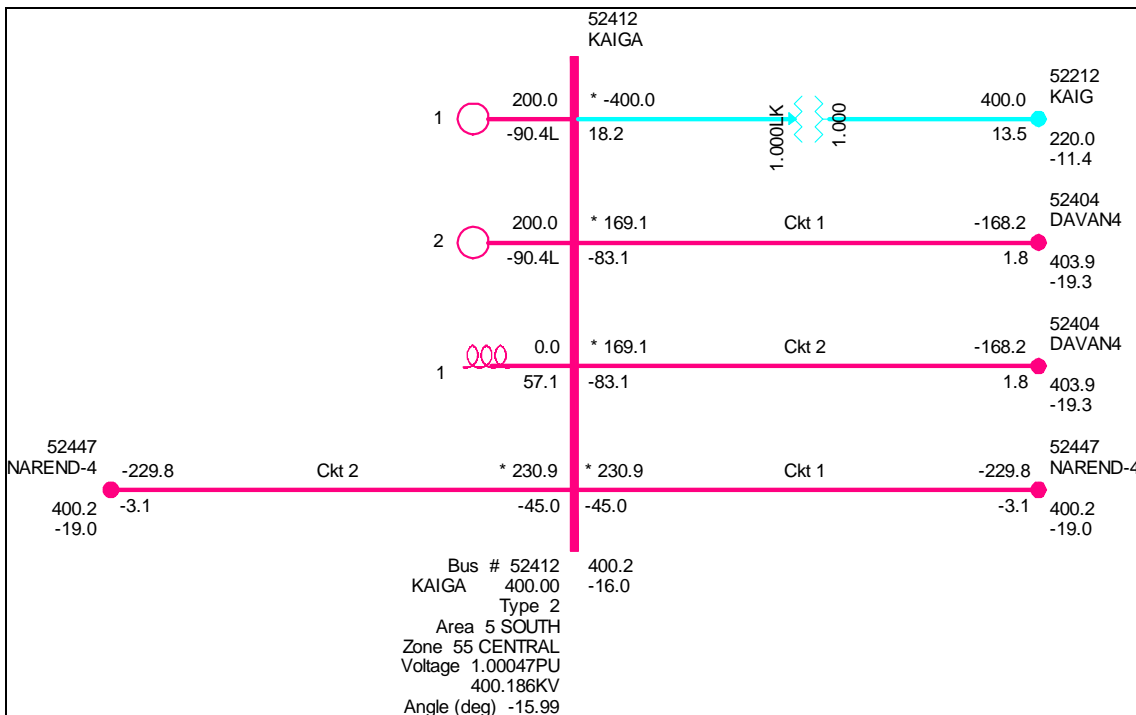 52412
KAIGA
1
200.0
-90.4L
* -400.0
18.2
1.000LK
1.000
400.0
13.5
52212
KAIG
220.0
-11.4
2
200.0
-90.4L
* 169.1
-83.1
Ckt 1
-168.2
1.8
52404
DAVAN4
403.9
-19.3
1
0.0
57.1
* 169.1
-83.1
Ckt 2
-168.2
1.8
52404
DAVAN4
403.9
-19.3
52447
NAREND-4
400.2
-19.0
-229.8
-3.1
Ckt 2
* 230.9
-45.0
* 230.9
-45.0
Ckt 1
-229.8
-3.1
52447
NAREND-4
400.2
-19.0
Bus # 52412
KAIGA 400.00
Type 2
Area 5 SOUTH
Zone 55 CENTRAL
Voltage 1.00047PU
400.186KV
Angle (deg) -15.99
400.2
-16.0